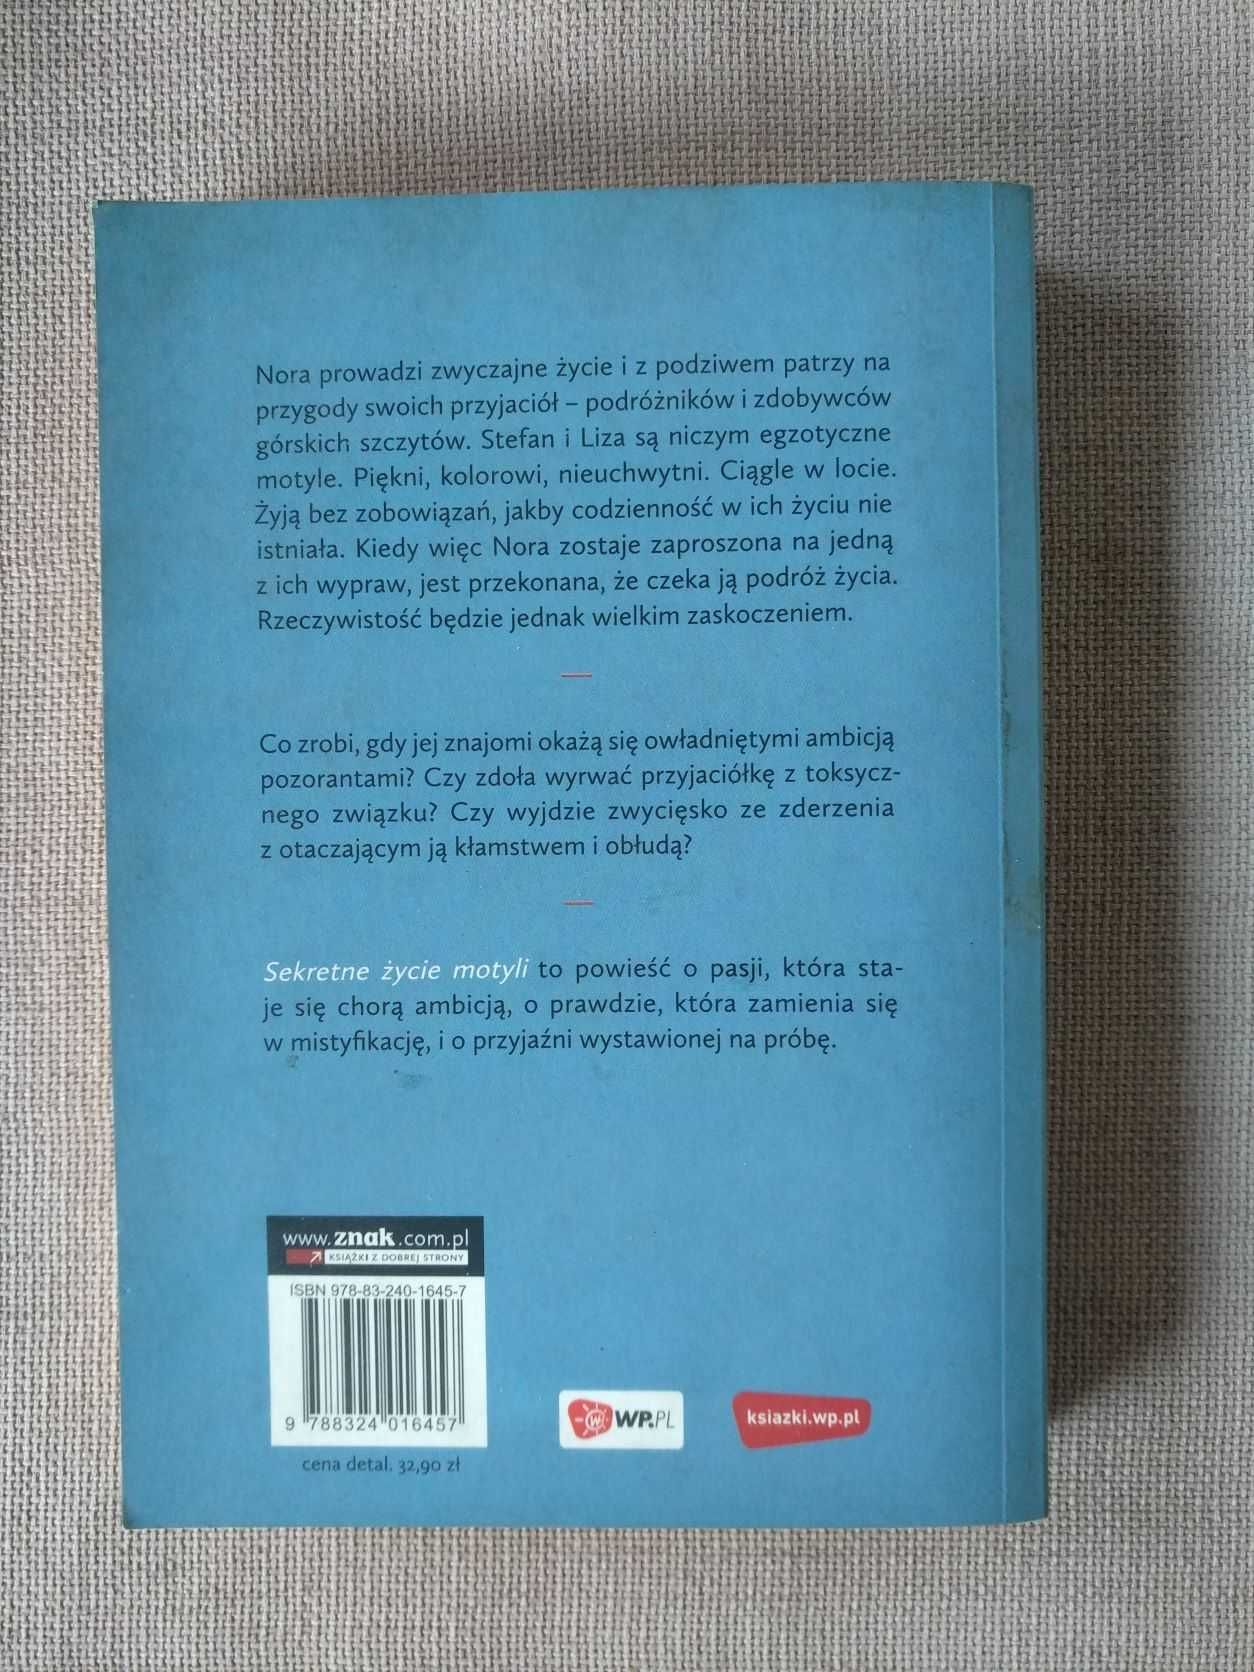 Nora prowadzi zwyczajne życie i z podziwem patrzy na
przygody swoich przyjaciół – podróżników i zdobywców
górskich szczytów. Stefan i Liza są niczym egzotyczne
motyle. Piękni, kolorowi, nieuchwytni. Ciągle w locie.
Żyją bez zobowiązań, jakby codzienność w ich życiu nie
istniała. Kiedy więc Nora zostaje zaproszona na jedną
z ich wypraw, jest przekonana, że czeka ją podróż życia.
Rzeczywistość będzie jednak wielkim zaskoczeniem.
Co zrobi, gdy jej znajomi okażą się owładniętymi ambicją
pozorantami? Czy zdoła wyrwać przyjaciółkę z toksycz-
nego związku? Czy wyjdzie zwycięsko ze zderzenia
z otaczającym ją kłamstwem i obłudą?
Sekretne życie motyli to powieść o pasji, która sta-
je się chorą ambicją, o prawdzie, która zamienia się
w mistyfikację, i o przyjaźni wystawionej na próbę.
www.znak.com.pl
KSIĄŻKI Z DOBREJ STRONY
ISBN 978-83-240-1645-7
9 788324 016457
cena detal. 32,90 zł
W WP.PL
ksiazki.wp.pl